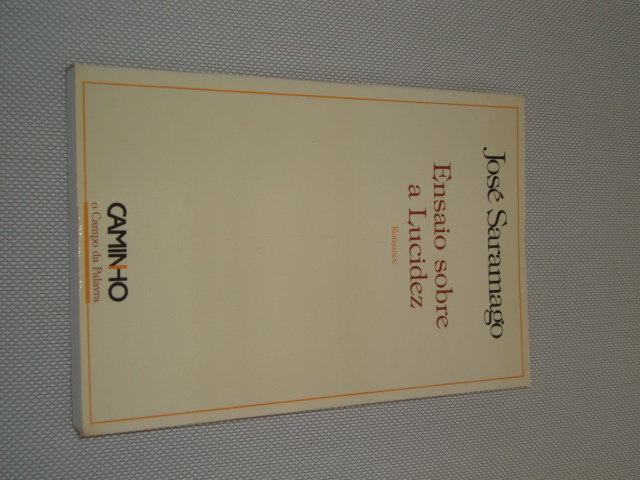 José Saramago
Ensaio sobre
a Lucidez
Romance
CAMINHO
o Campo da Palavra